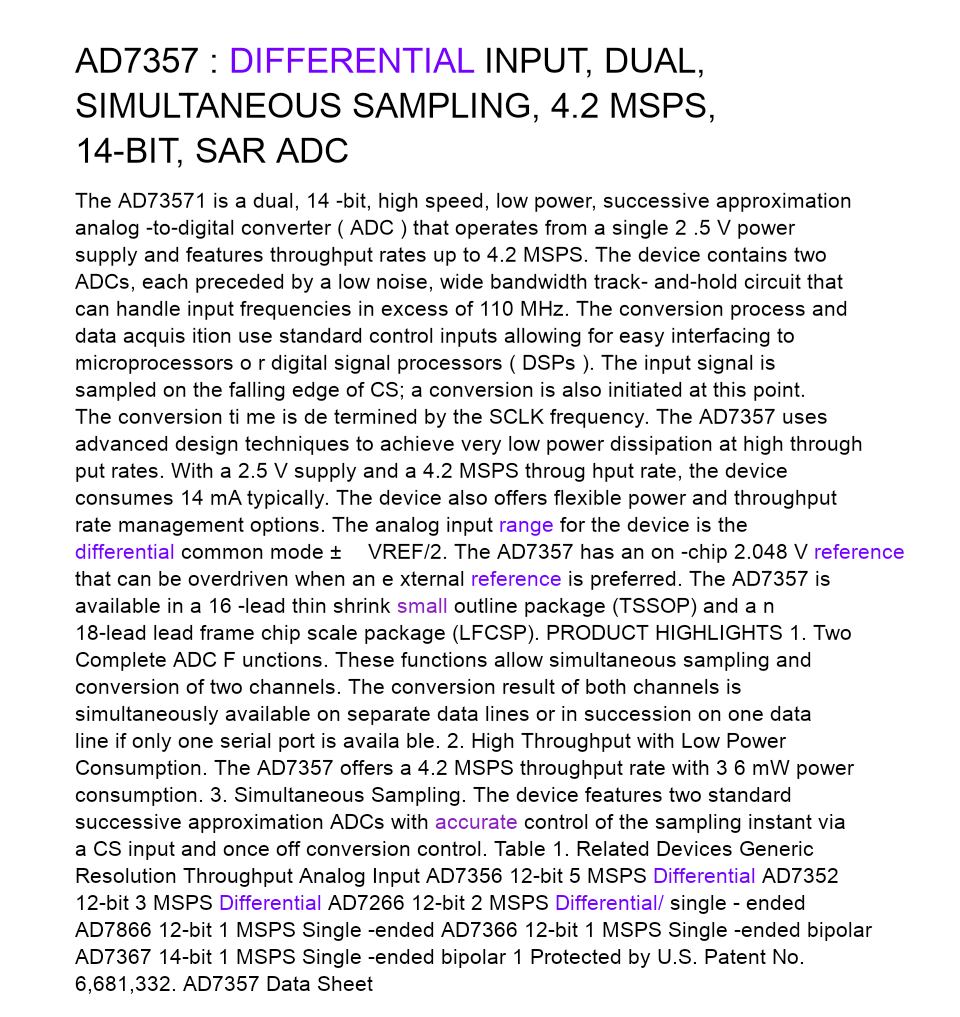 AD7357 : DIFFERENTIAL INPUT, DUAL,
SIMULTANEOUS SAMPLING, 4.2 MSPS,
14-BIT, SAR ADC
The AD73571 is a dual, 14 -bit, high speed, low power, successive approximation
analog -to-digital converter ( ADC ) that operates from a single 2 .5 V power
supply and features throughput rates up to 4.2 MSPS. The device contains two
ADCs, each preceded by a low noise, wide bandwidth track- and-hold circuit that
can handle input frequencies in excess of 110 MHz. The conversion process and
data acquis ition use standard control inputs allowing for easy interfacing to
microprocessors o r digital signal processors ( DSPs ). The input signal is
sampled on the falling edge of CS; a conversion is also initiated at this point.
The conversion ti me is de termined by the SCLK frequency. The AD7357 uses
advanced design techniques to achieve very low power dissipation at high through
put rates. With a 2.5 V supply and a 4.2 MSPS throug hput rate, the device
consumes 14 mA typically. The device also offers flexible power and throughput
rate management options. The analog input range for the device is the
differential common mode ± VREF/2. The AD7357 has an on -chip 2.048 V reference
that can be overdriven when an e xternal reference is preferred. The AD7357 is
available in a 16 -lead thin shrink small outline package (TSSOP) and a n
18-lead lead frame chip scale package (LFCSP). PRODUCT HIGHLIGHTS 1. Two
Complete ADC F unctions. These functions allow simultaneous sampling and
conversion of two channels. The conversion result of both channels is
simultaneously available on separate data lines or in succession on one data
line if only one serial port is availa ble. 2. High Throughput with Low Power
Consumption. The AD7357 offers a 4.2 MSPS throughput rate with 3 6 mW power
consumption. 3. Simultaneous Sampling. The device features two standard
successive approximation ADCs with accurate control of the sampling instant via
a CS input and once off conversion control. Table 1. Related Devices Generic
Resolution Throughput Analog Input AD7356 12-bit 5 MSPS Differential AD7352
12-bit 3 MSPS Differential AD7266 12-bit 2 MSPS Differential/ single - ended
AD7866 12-bit 1 MSPS Single -ended AD7366 12-bit 1 MSPS Single -ended bipolar
AD7367 14-bit 1 MSPS Single -ended bipolar 1 Protected by U.S. Patent No.
6,681,332. AD7357 Data Sheet